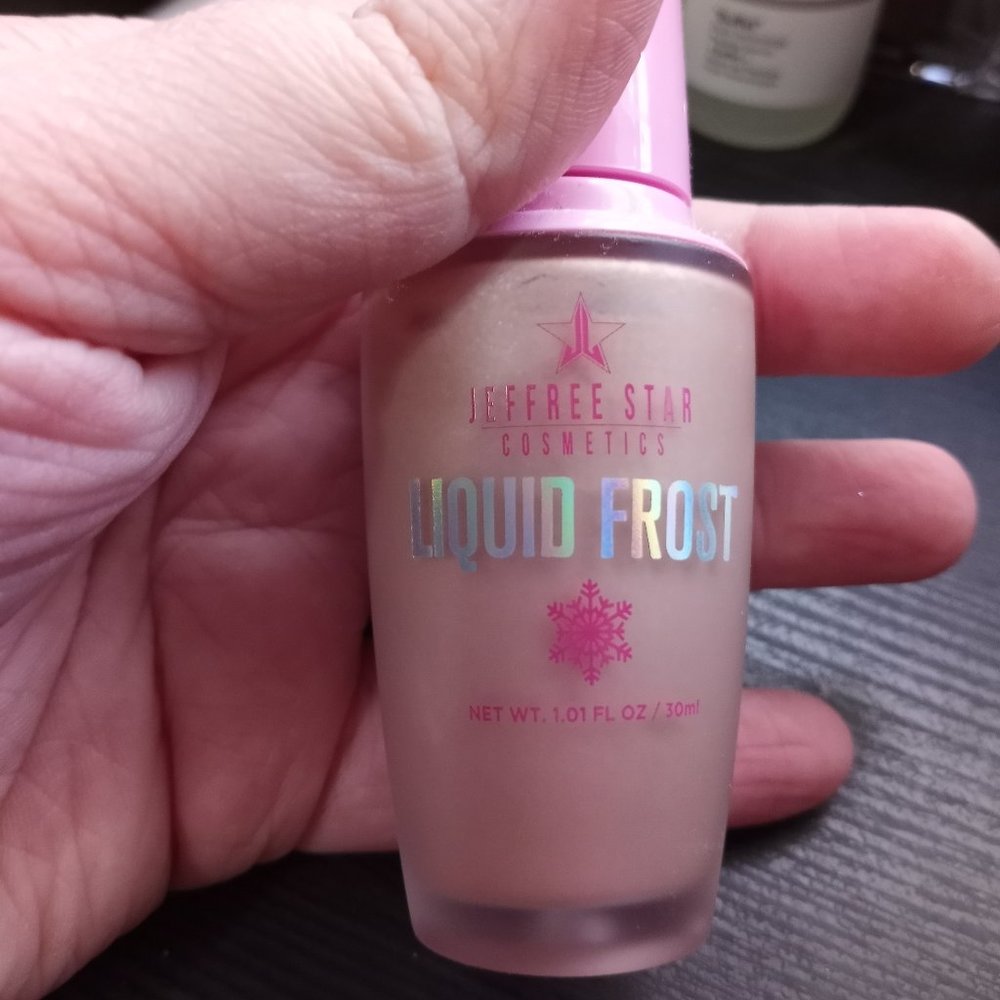 JEFFREE STAR
COSMETICS
LIQUID FROST
NET WT. 1.01 FL OZ / 30ml